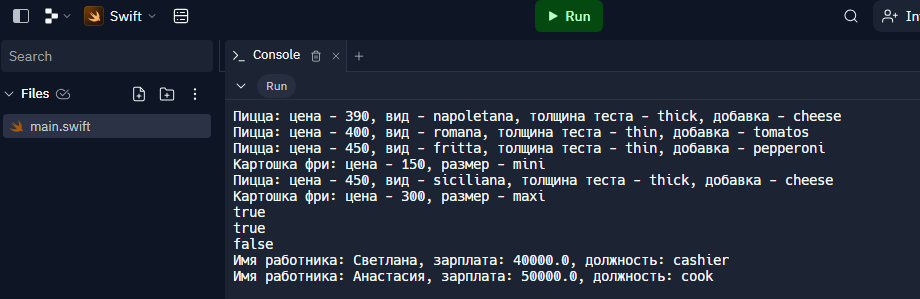 Swift
Run
In
Search
Console
Files
Run
main.swift
Пицца: цена - 390, вид - napoletana, толщина теста - thick, добавка - cheese
Пицца: цена - 400, вид - romana, толщина теста - thin, добавка - tomatos
Пицца: цена - 450, вид - fritta, толщина теста - thin, добавка - pepperoni
Картошка фри: цена - 150, размер - mini
Пицца: цена - 450, вид - siciliana, толщина теста - thick, добавка - cheese
Картошка фри: цена - 300, размер - maxi
true
true
false
Имя работника: Светлана, зарплата: 40000.0, должность: cashier
Имя работника: Анастасия, зарплата: 50000.0, должность: cook